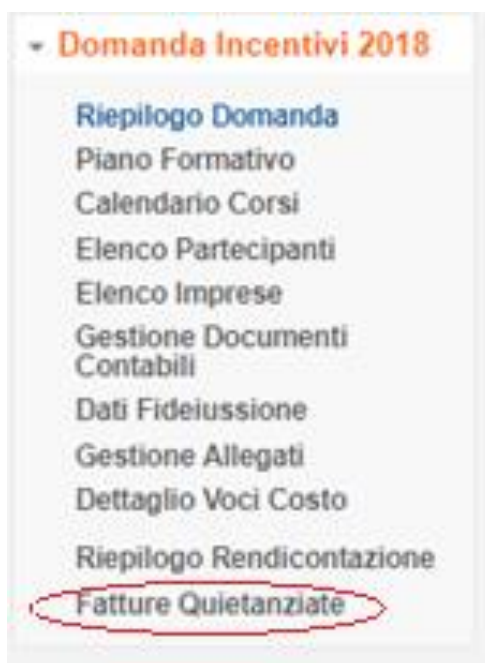 Domanda Incentivi 2018
Riepilogo Domanda
Piano Formativo
Calendario Corsi
Elenco Partecipanti
Elenco Imprese
Gestione Documenti
Contabili
Dati Fideiussione
Gestione Allegati
Dettaglio Voci Costo
Riepilogo Rendicontazione
Fatture Quietanziate